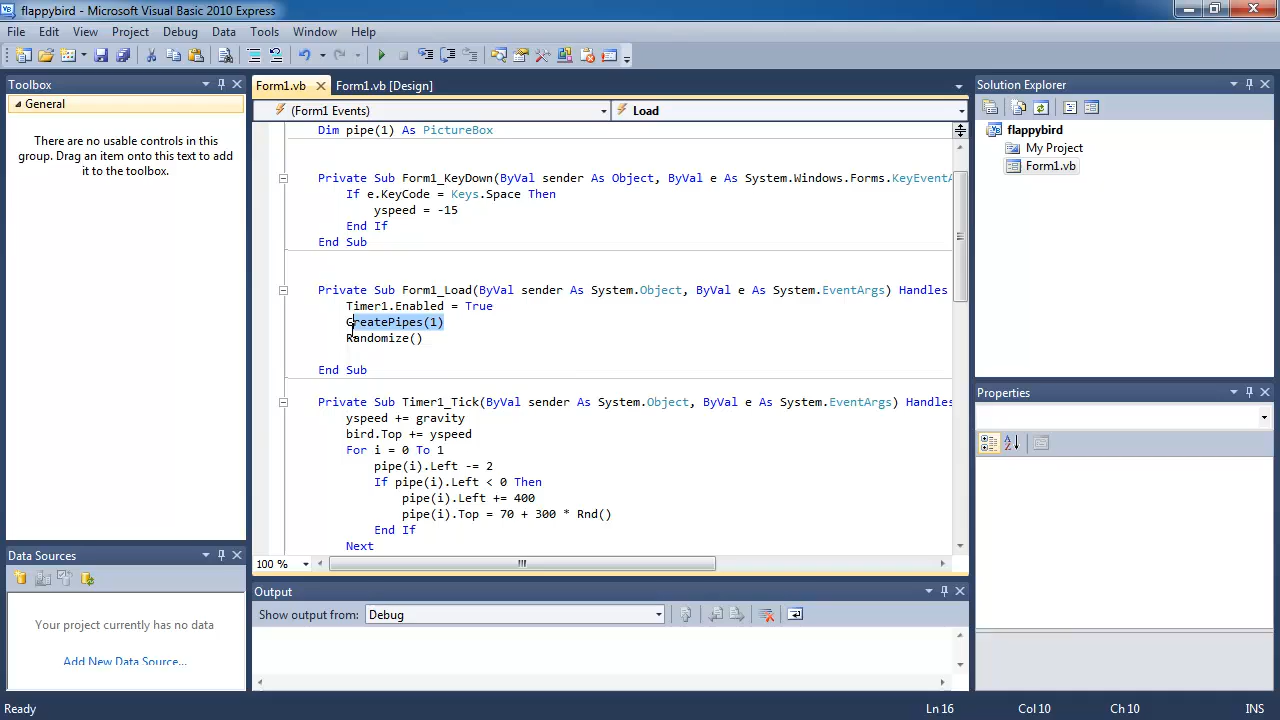 flappybird - Microsoft Visual Basic 2010 Express
File Edit View Project Debug Data Tools Window Help
Toolbox
General
There are no usable controls in this
group. Drag an item onto this text to add
it to the toolbox.
Data Sources
Your project currently has no data
Add New Data Source...
Form1.vb
Form1.vb [Design]
(Form1 Events)
Load
Dim pipe(1) As PictureBox
Private Sub Form1_KeyDown(ByVal sender As Object, ByVal e As System.Windows.Forms.KeyEventA
If e.KeyCode = Keys.Space Then
yspeed = -15
End If
End Sub
Private Sub Form1_Load(ByVal sender As System.Object, ByVal e As System.EventArgs) Handles
Timer1.Enabled = True
CreatePipes(1)
Randomize()
End Sub
Private Sub Timer1_Tick(ByVal sender As System.Object, ByVal e As System.EventArgs) Handles
yspeed += gravity
bird.Top += yspeed
For i = 0 To 1
pipe(i).Left -= 2
If pipe(i).Left < 0 Then
pipe(i).Left += 400
pipe(i).Top = 70 + 300 * Rnd()
End If
Next
100 %
Output
Show output from: Debug
Solution Explorer
flappybird
My Project
Form1.vb
Properties
Ready
Ln 16
Col 10
Ch 10
INS